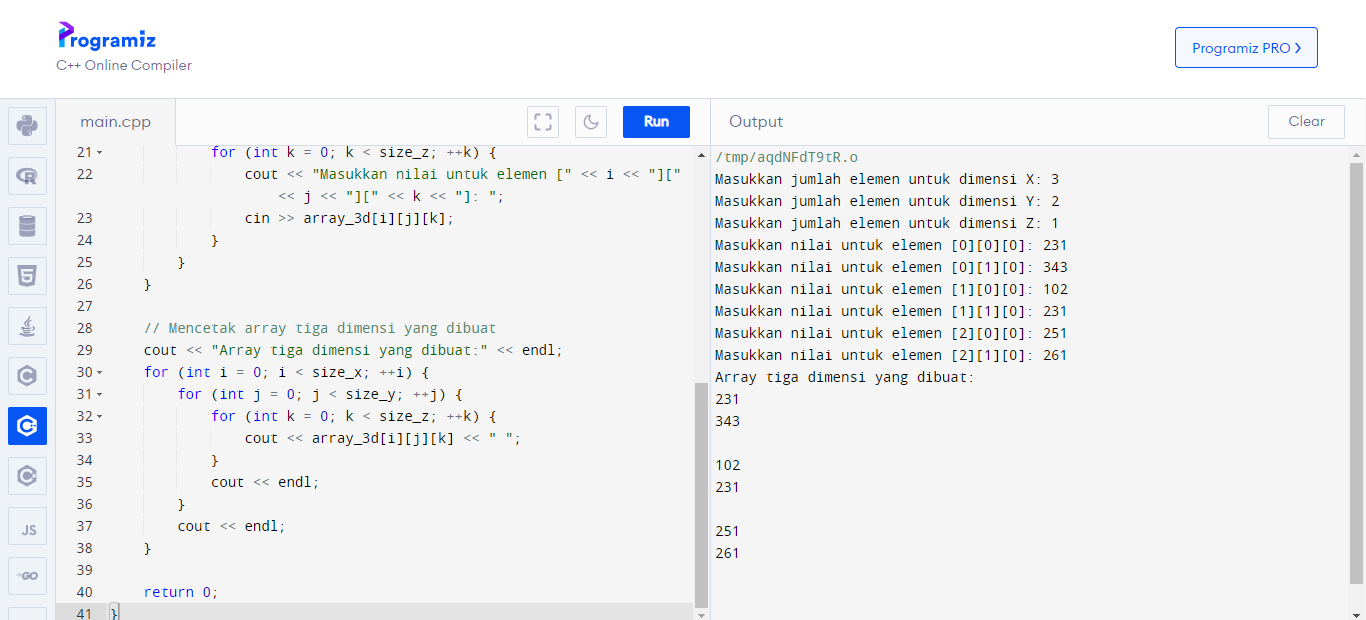 Programiz
C++ Online Compiler
Programiz PRO
main.cpp
Run
Output
Clear
21 for (int k = 0; k < size_z; ++k) {
22 cout << "Masukkan nilai untuk elemen [" << i << "]["
<< j << "][" << k << "]: ";
23 cin >> array_3d[i][j][k];
24 }
25 }
26 }
27
28 // Mencetak array tiga dimensi yang dibuat
29 cout << "Array tiga dimensi yang dibuat:" << endl;
30 for (int i = 0; i < size_x; ++i) {
31 for (int j = 0; j < size_y; ++j) {
32 for (int k = 0; k < size_z; ++k) {
33 cout << array_3d[i][j][k] << " ";
34 }
35 cout << endl;
36 }
37 cout << endl;
38 }
39
40 return 0;
41 }
/tmp/aqdNFdT9tR.o
Masukkan jumlah elemen untuk dimensi X: 3
Masukkan jumlah elemen untuk dimensi Y: 2
Masukkan jumlah elemen untuk dimensi Z: 1
Masukkan nilai untuk elemen [0][0][0]: 231
Masukkan nilai untuk elemen [0][1][0]: 343
Masukkan nilai untuk elemen [1][0][0]: 102
Masukkan nilai untuk elemen [1][1][0]: 231
Masukkan nilai untuk elemen [2][0][0]: 251
Masukkan nilai untuk elemen [2][1][0]: 261
Array tiga dimensi yang dibuat:
231
343
102
231
251
261
JS
GO